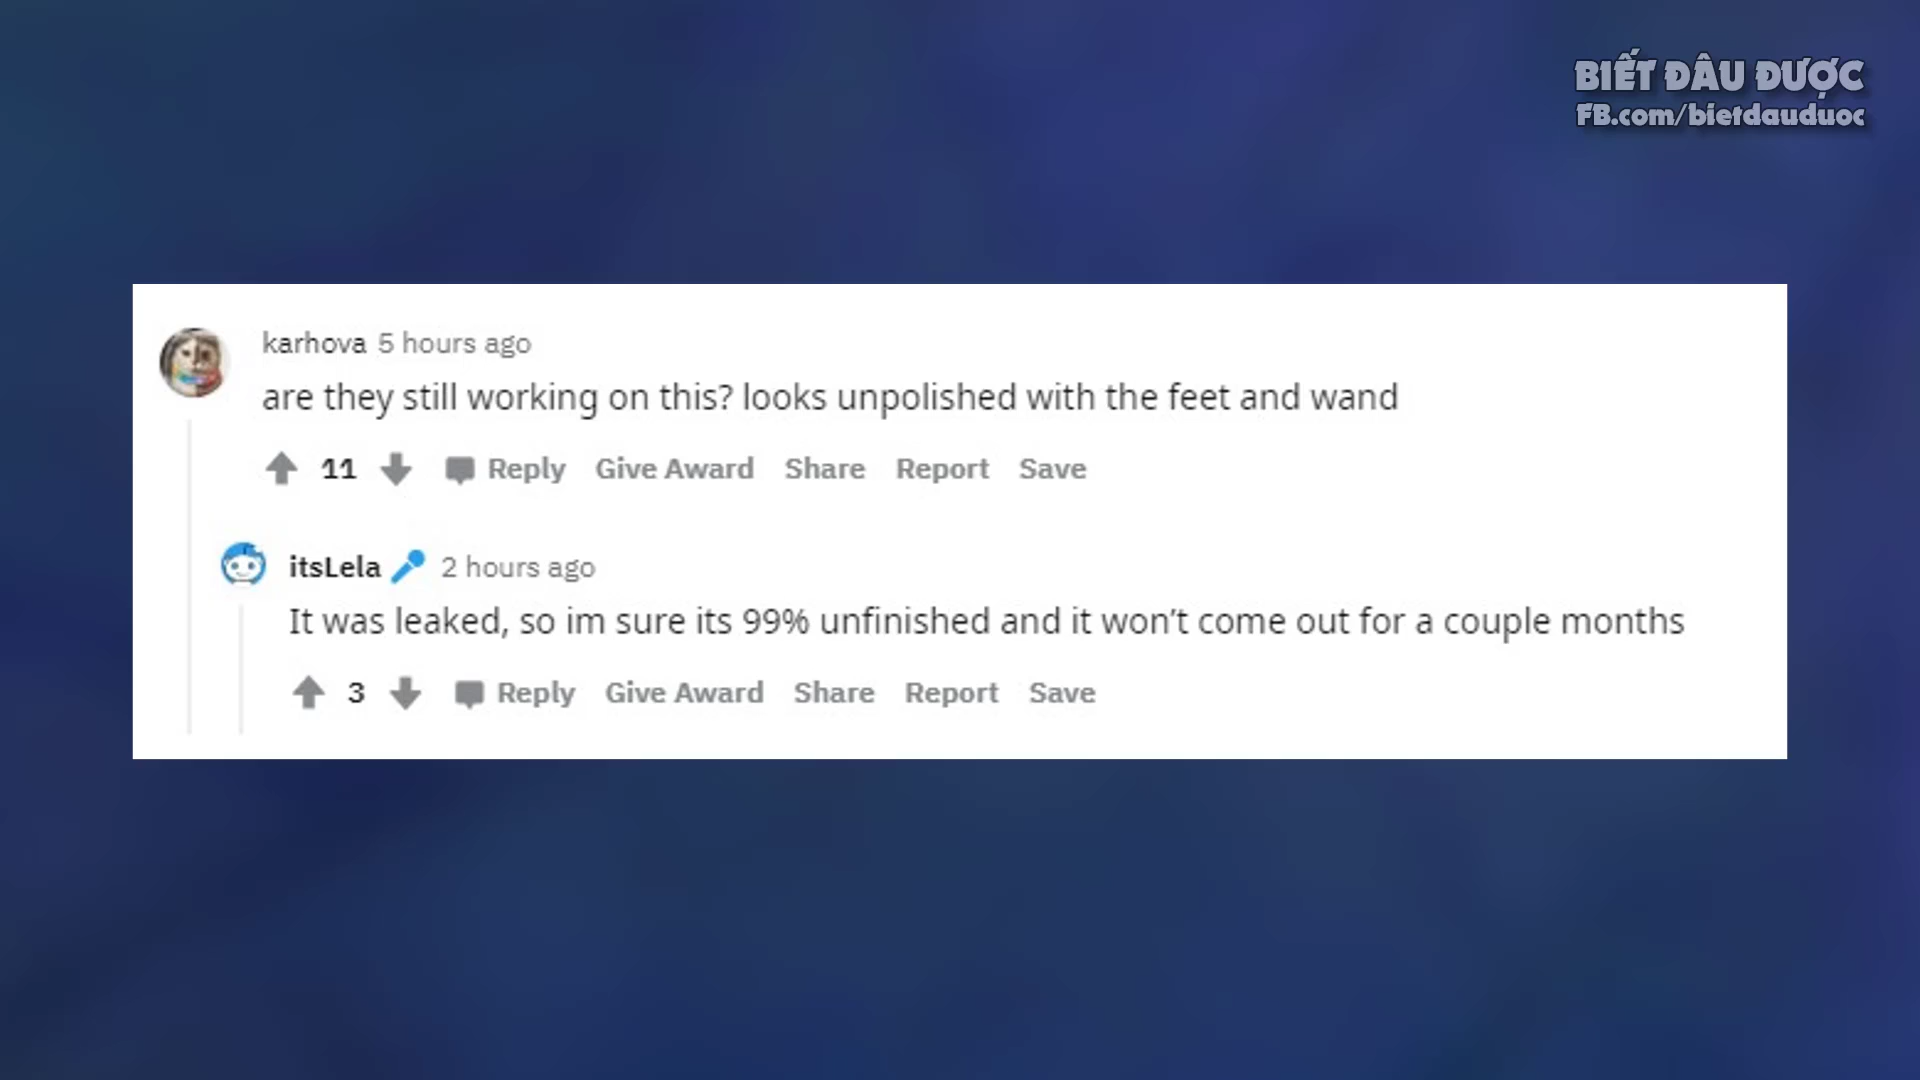 BIẾT ĐÂU ĐƯỢC
FB.com/bietdauduoc
karhova 5 hours ago
are they still working on this? looks unpolished with the feet and wand
11 Reply Give Award Share Report Save
itsLela 2 hours ago
It was leaked, so im sure its 99% unfinished and it won’t come out for a couple months
3 Reply Give Award Share Report Save